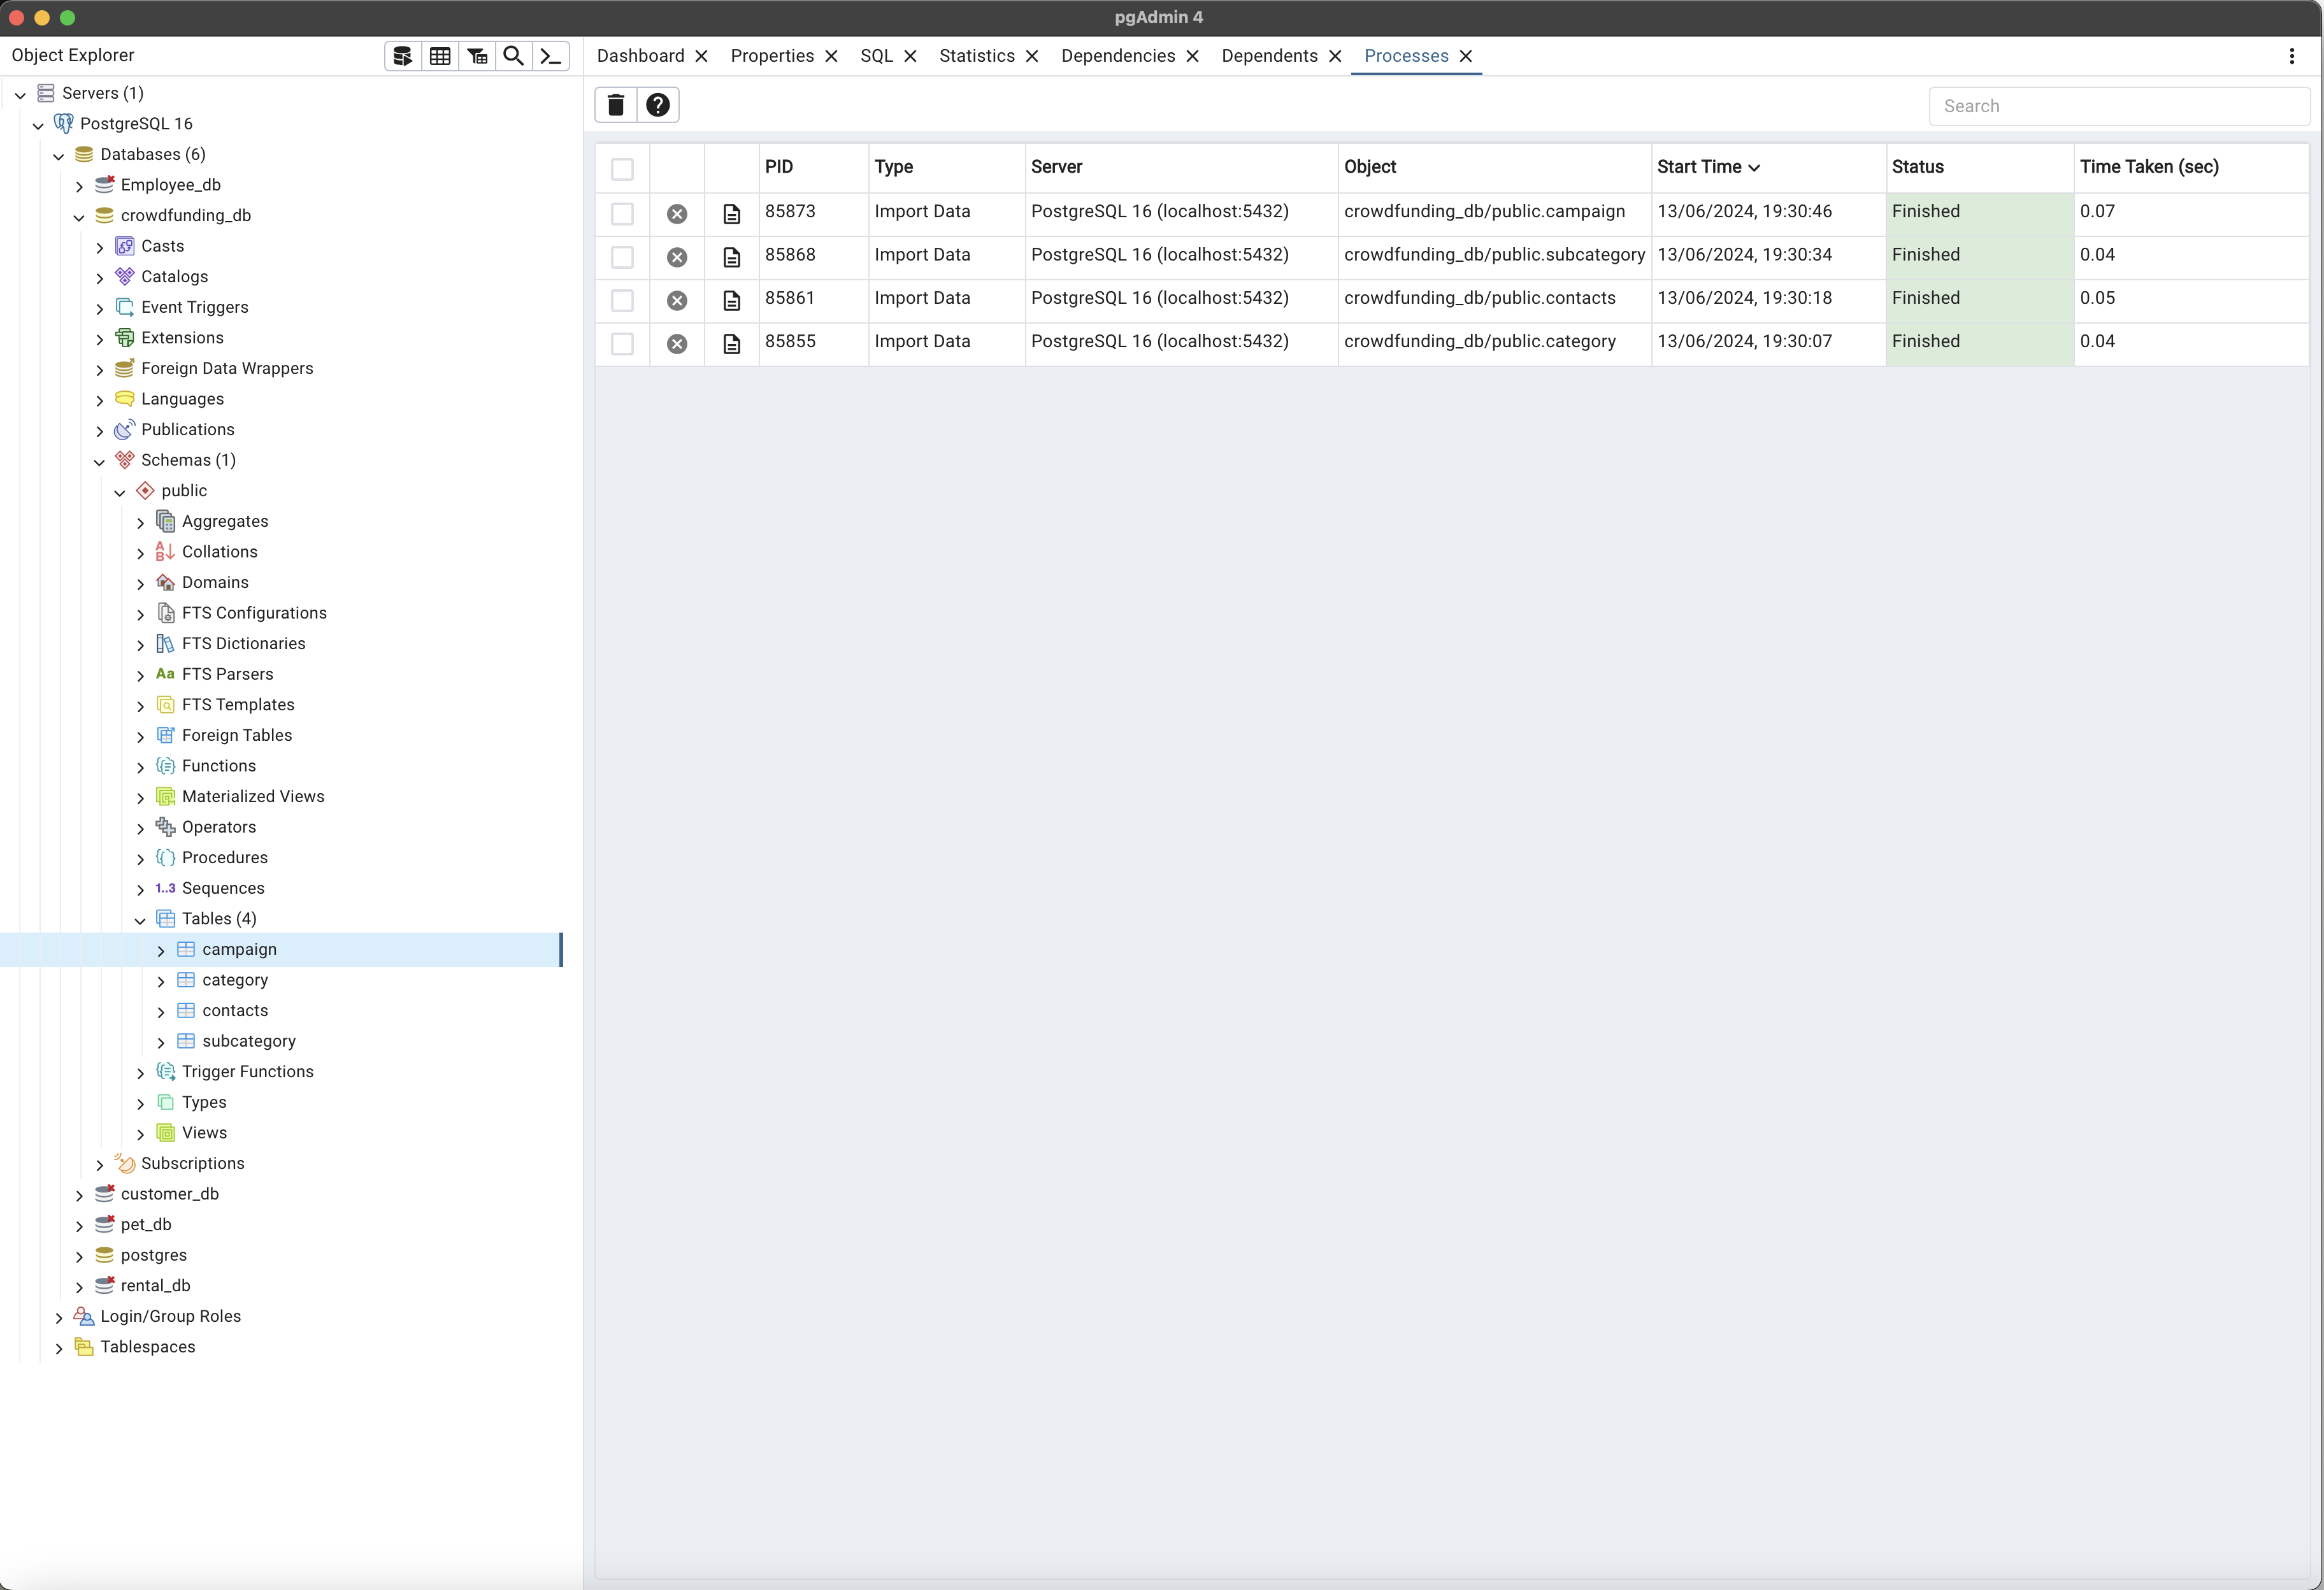 pgAdmin 4
Object Explorer
Dashboard Properties SQL Statistics Dependencies Dependents Processes
Search
Servers (1)
PostgreSQL 16
Databases (6)
Employee_db
crowdfunding_db
Casts
Catalogs
Event Triggers
Extensions
Foreign Data Wrappers
Languages
Publications
Schemas (1)
public
Aggregates
Collations
Domains
FTS Configurations
FTS Dictionaries
Aa FTS Parsers
FTS Templates
Foreign Tables
Functions
Materialized Views
Operators
Procedures
1..3 Sequences
Tables (4)
campaign
category
contacts
subcategory
Trigger Functions
Types
Views
Subscriptions
customer_db
pet_db
postgres
rental_db
Login/Group Roles
Tablespaces
PID Type Server Object Start Time Status Time Taken (sec)
85873 Import Data PostgreSQL 16 (localhost:5432) crowdfunding_db/public.campaign 13/06/2024, 19:30:46 Finished 0.07
85868 Import Data PostgreSQL 16 (localhost:5432) crowdfunding_db/public.subcategory 13/06/2024, 19:30:34 Finished 0.04
85861 Import Data PostgreSQL 16 (localhost:5432) crowdfunding_db/public.contacts 13/06/2024, 19:30:18 Finished 0.05
85855 Import Data PostgreSQL 16 (localhost:5432) crowdfunding_db/public.category 13/06/2024, 19:30:07 Finished 0.04